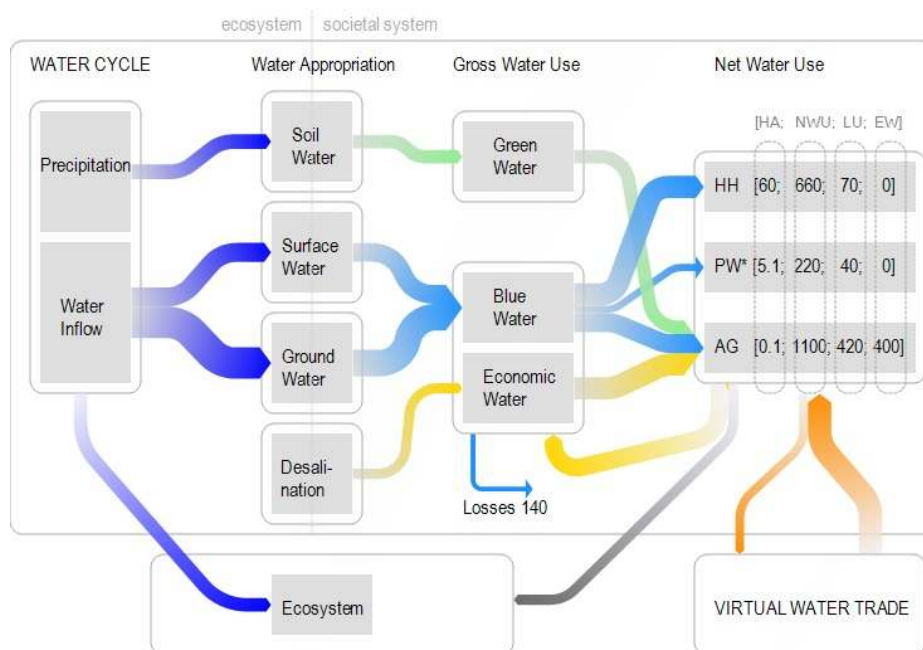 ecosystem societal system
WATER CYCLE
Water Appropriation
Gross Water Use
Net Water Use
[HA; NWU; LU; EW]
Precipitation
Soil
Water
Green
Water
HH [60; 660; 70; 0]
Water
Inflow
Surface
Water
Blue
Water
PW* [5.1; 220; 40; 0]
Ground
Water
Economic
Water
AG [0.1; 1100; 420; 400]
Desali-
nation
Losses 140
Ecosystem
VIRTUAL WATER TRADE